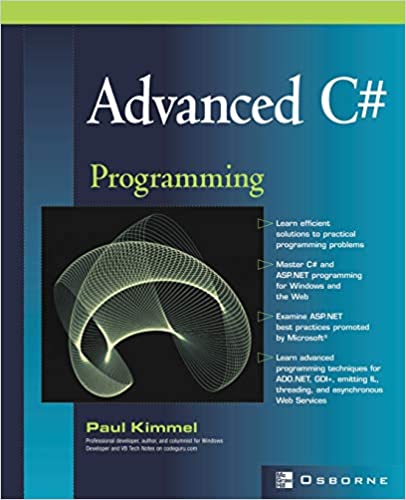 Advanced C#
Programming
Learn efficient
solutions to practical
programming problems
Master C# and
ASP.NET programming
for Windows and
the Web
Examine ASP.NET
best practices promoted
by Microsoft®
Learn advanced
programming techniques for
ADO.NET, GDI+, emitting IL,
threading, and asynchronous
Web Services
Paul Kimmel
Professional developer, author, and columnist for Windows
Developer and VB Tech Notes on codeguru.com
OSBORNE